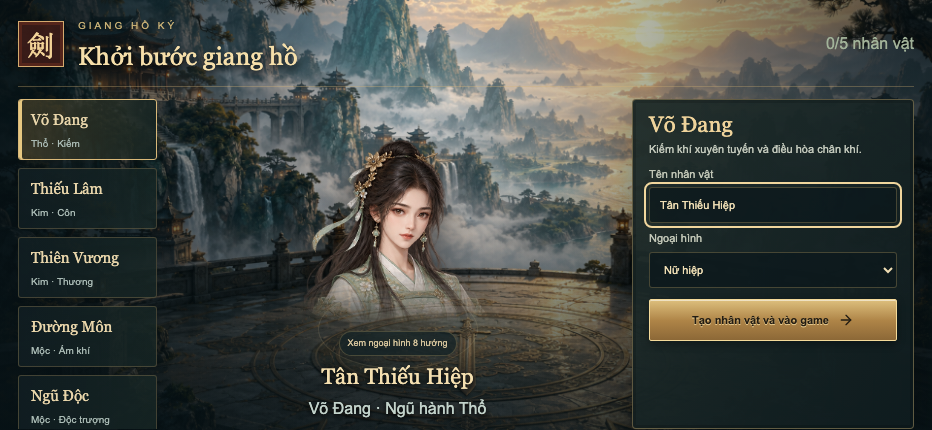 劍
GIANG HỒ KÝ
Khởi bước giang hồ
0/5 nhân vật
Võ Đang
Thổ · Kiếm
Thiếu Lâm
Kim · Côn
Thiên Vương
Kim · Thương
Đường Môn
Mộc · Ám khí
Ngũ Độc
Mộc · Độc trượng
Xem ngoại hình 8 hướng
Tân Thiếu Hiệp
Võ Đang · Ngũ hành Thổ
Võ Đang
Kiếm khí xuyên tuyến và điều hòa chân khí.
Tên nhân vật
Tân Thiếu Hiệp
Ngoại hình
Nữ hiệp
Tạo nhân vật và vào game →